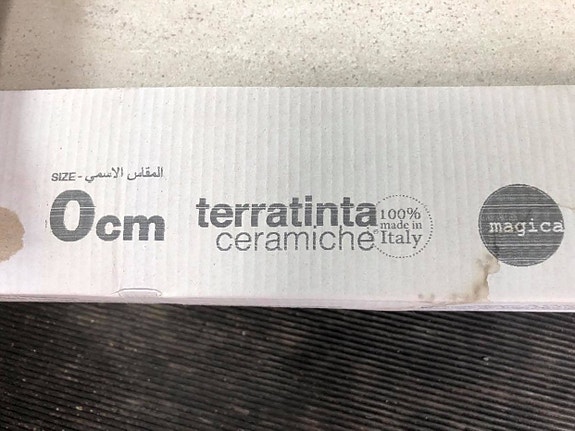 SIZE - المقاس الاسمي
0cm
terratinta
ceramiche®
100%
made in
Italy
magica